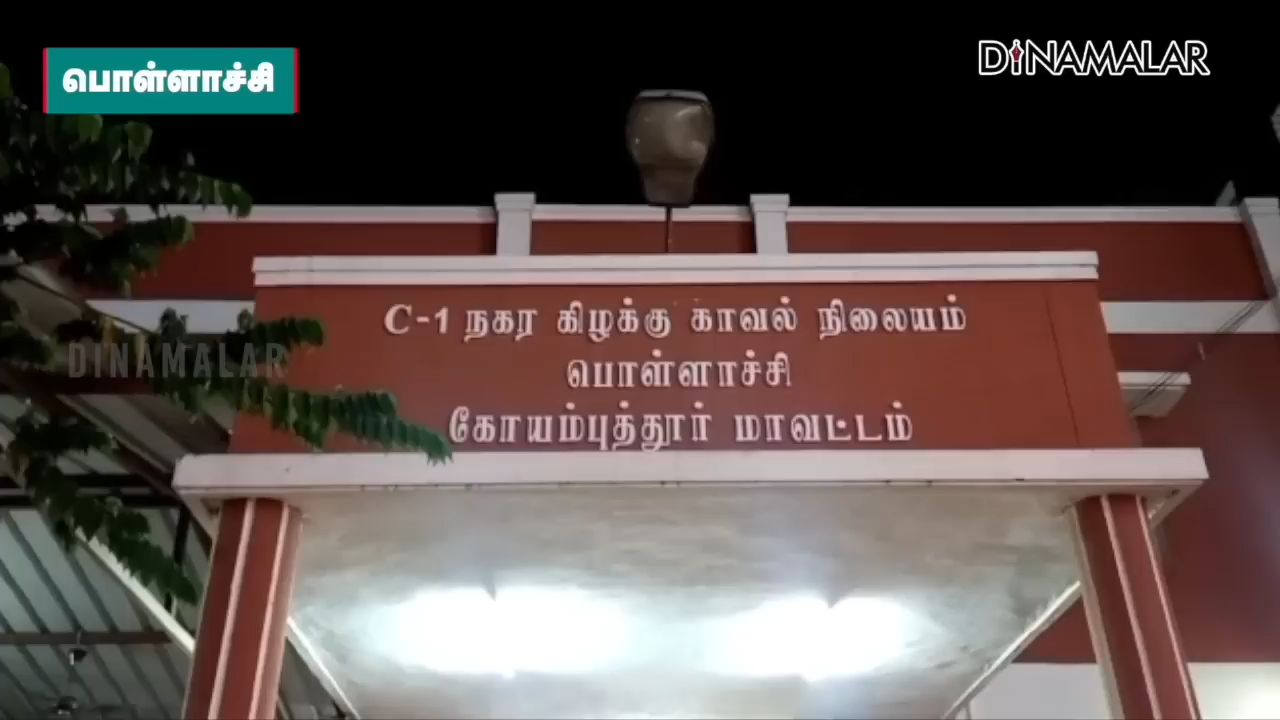 பொள்ளாச்சி
DINAMALAR
C-1 நகர கிழக்கு காவல் நிலையம்
DINAMALAR
பொள்ளாச்சி
கோயம்புத்தூர் மாவட்டம்